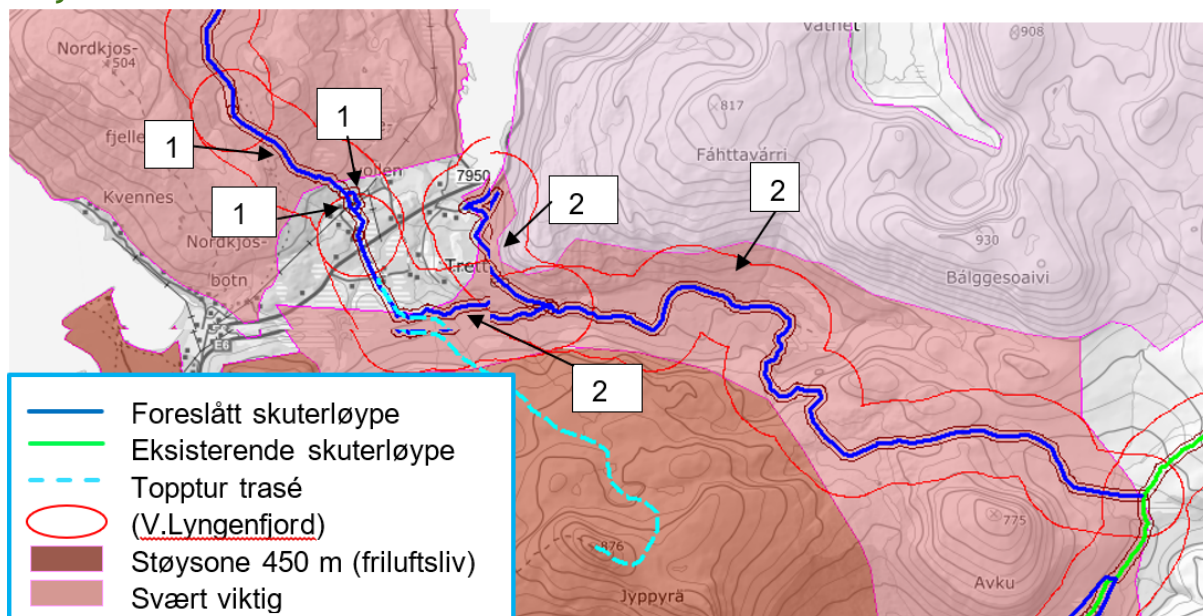 Nordkjos-
504
fjelle
Kvennes
Nordkjos-
botn
E6
1
1
1
ollen
7950
Trett
2
2
2
Vatnet
908
817
Fáhttavárri
930
Bálggesoaivi
775
Avku
876
Jyppyrä
Foreslått skuterløype
Eksisterende skuterløype
Topptur trasé
(V.Lyngenfjord)
Støysone 450 m (friluftsliv)
Svært viktig